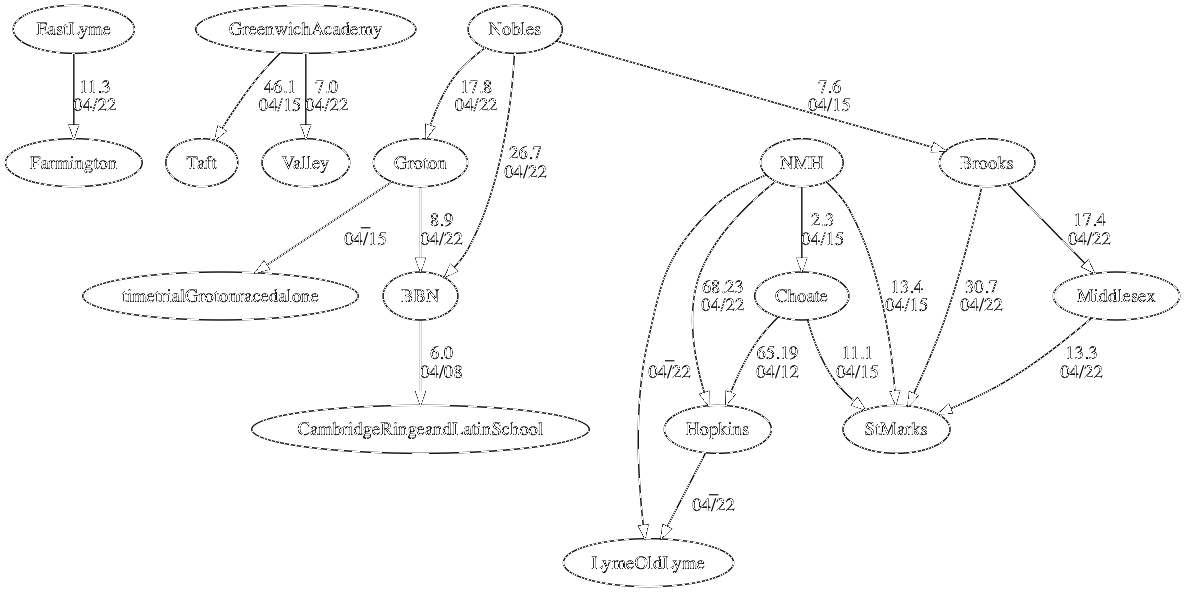 EastLyme
GreenwichAcademy
Nobles
11.3
04/22
46.1
04/15
7.0
04/22
17.8
04/22
7.6
04/15
Farmington
Taft
Valley
Groton
26.7
04/22
NMH
Brooks
_
04/15
8.9
04/22
2.3
04/15
17.4
04/22
timetrialGrotonracedalone
BBN
68.23
04/22
Choate
13.4
04/15
30.7
04/22
Middlesex
6.0
04/08
_
04/22
65.19
04/12
11.1
04/15
13.3
04/22
CambridgeRingeandLatinSchool
Hopkins
StMarks
_
04/22
LymeOldLyme